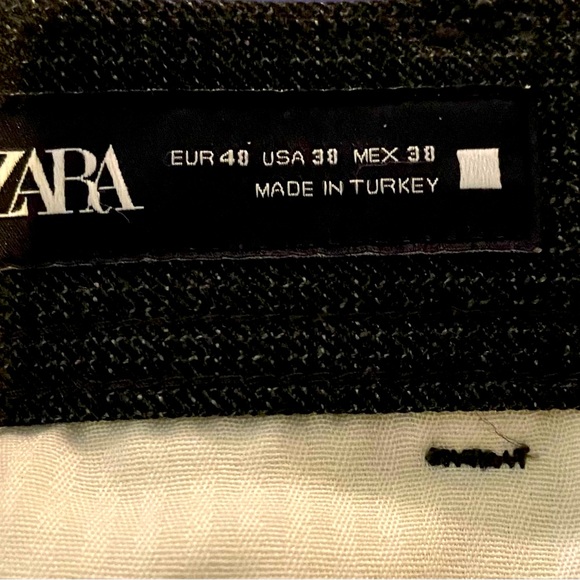 ZARA
EUR 48 USA 38 MEX 38
MADE IN TURKEY